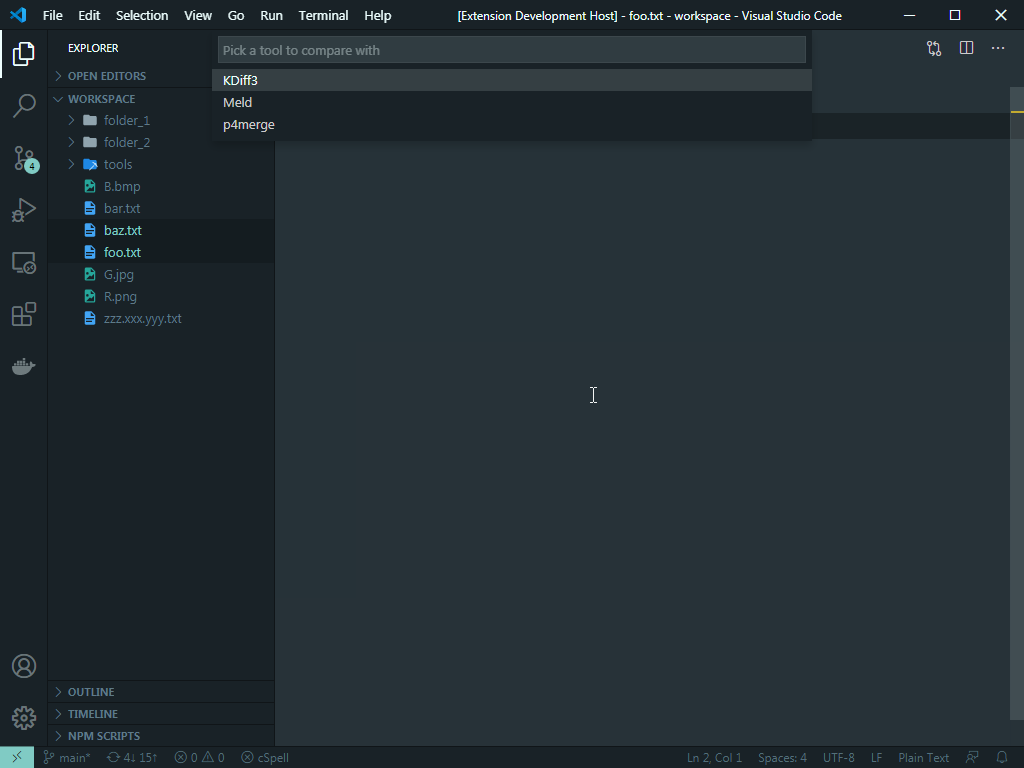 File Edit Selection View Go Run Terminal Help [Extension Development Host] - foo.txt - workspace - Visual Studio Code
EXPLORER
Pick a tool to compare with
KDiff3
Meld
p4merge
OPEN EDITORS
WORKSPACE
folder_1
folder_2
tools
B.bmp
bar.txt
baz.txt
foo.txt
G.jpg
R.png
zzz.xxx.yyy.txt
4
OUTLINE
TIMELINE
NPM SCRIPTS
main* 4↓ 15↑ 0 0 cSpell Ln 2, Col 1 Spaces: 4 UTF-8 LF Plain Text